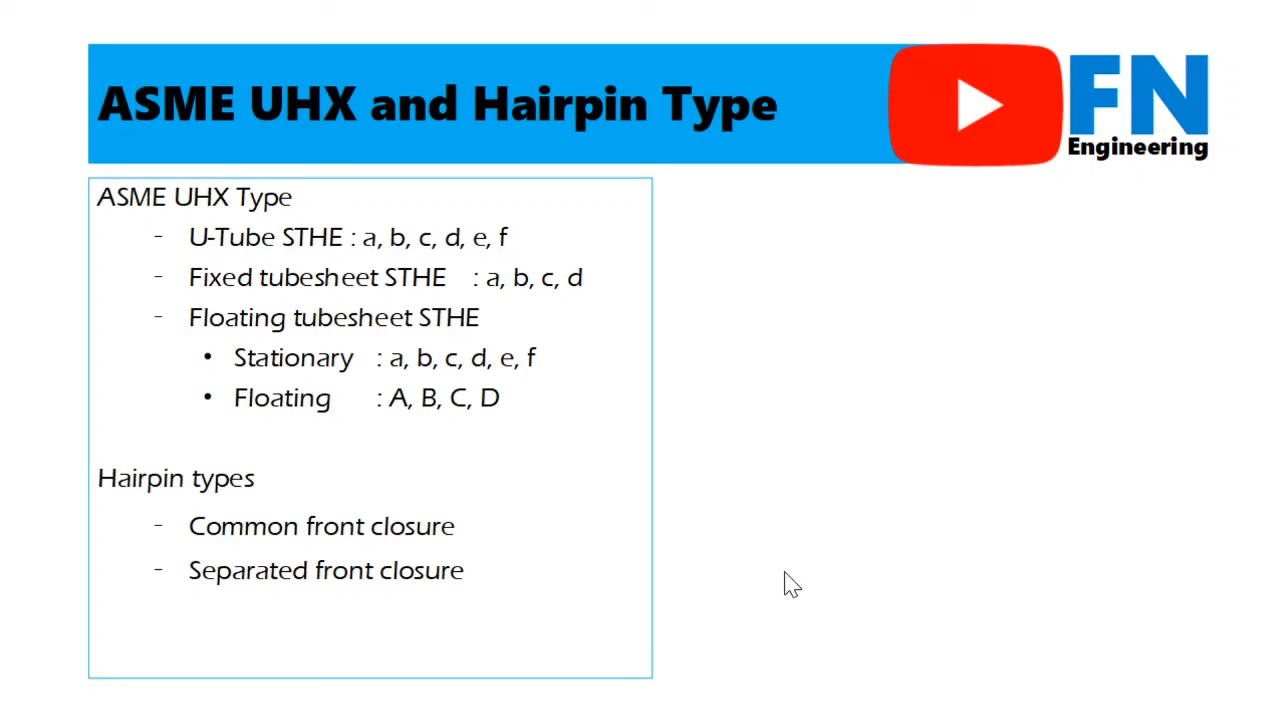 ASME UHX and Hairpin Type
FN
Engineering
ASME UHX Type
- U-Tube STHE : a, b, c, d, e, f
- Fixed tubesheet STHE : a, b, c, d
- Floating tubesheet STHE
• Stationary : a, b, c, d, e, f
• Floating : A, B, C, D
Hairpin types
- Common front closure
- Separated front closure